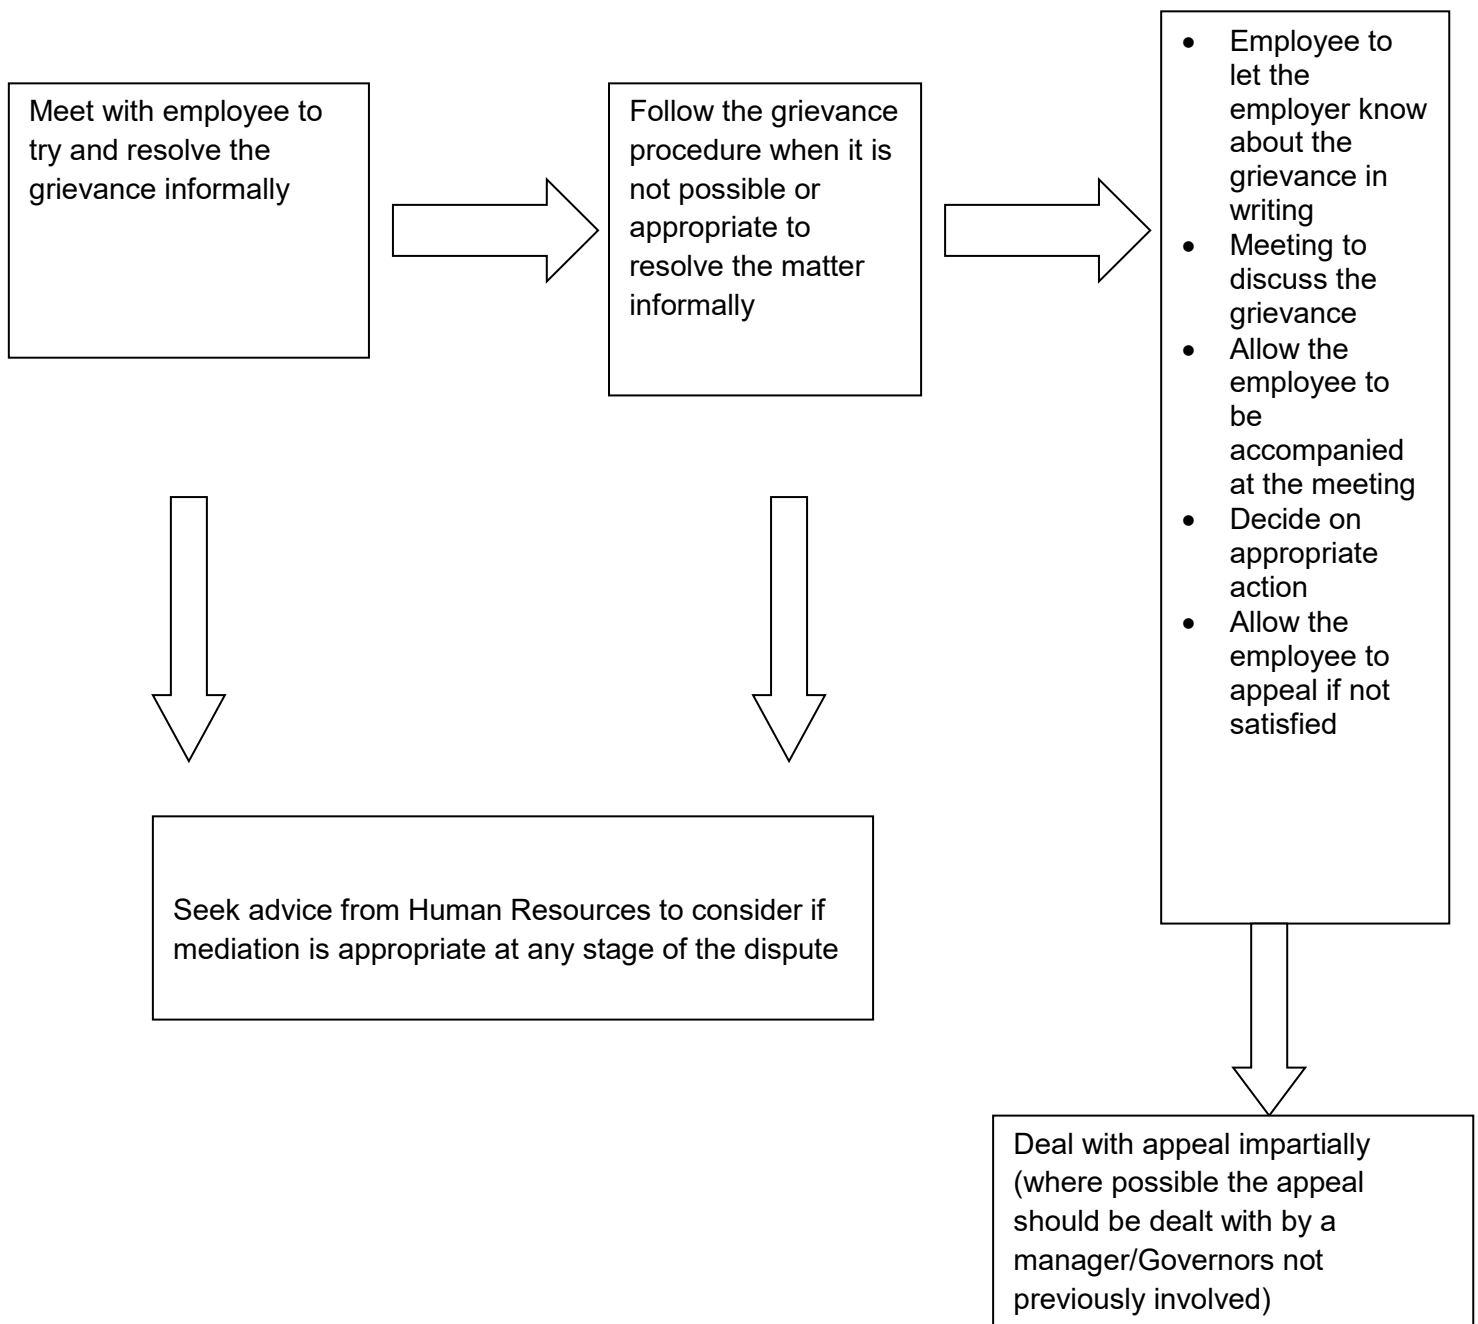 Meet with employee to
try and resolve the
grievance informally
Follow the grievance
procedure when it is
not possible or
appropriate to
resolve the matter
informally
• Employee to
let the
employer know
about the
grievance in
writing
• Meeting to
discuss the
grievance
• Allow the
employee to
be
accompanied
at the meeting
• Decide on
appropriate
action
• Allow the
employee to
appeal if not
satisfied
Seek advice from Human Resources to consider if
mediation is appropriate at any stage of the dispute
Deal with appeal impartially
(where possible the appeal
should be dealt with by a
manager/Governors not
previously involved)